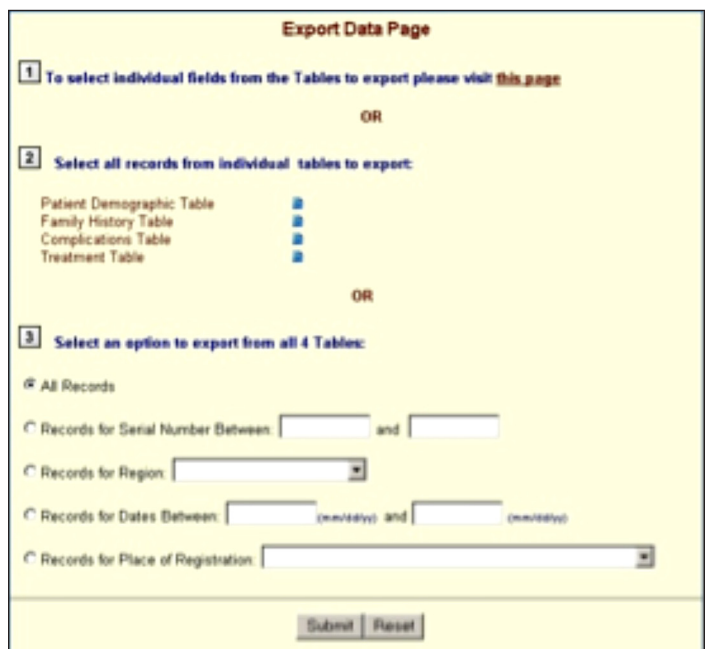 Export Data Page
1 To select individual fields from the Tables to export please visit this page
OR
2 Select all records from individual tables to export:
Patient Demographic Table
Family History Table
Complications Table
Treatment Table
OR
3 Select an option to export from all 4 Tables:
All Records
Records for Serial Number Between: and
Records for Region:
Records for Dates Between: (mm/dd/yy) and (mm/dd/yy)
Records for Place of Registration:
Submit Reset